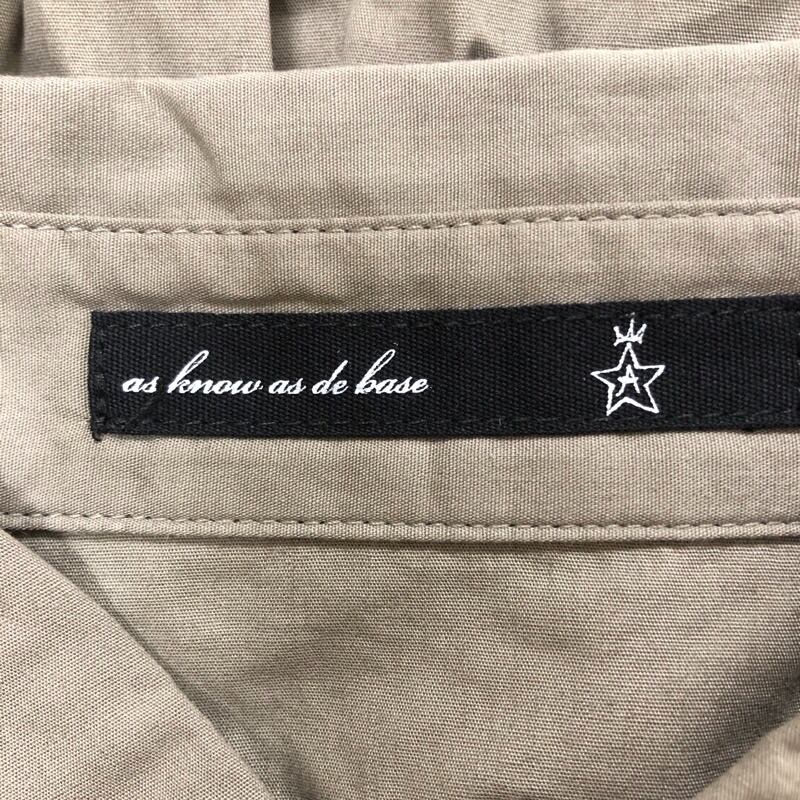 as know as de base
A